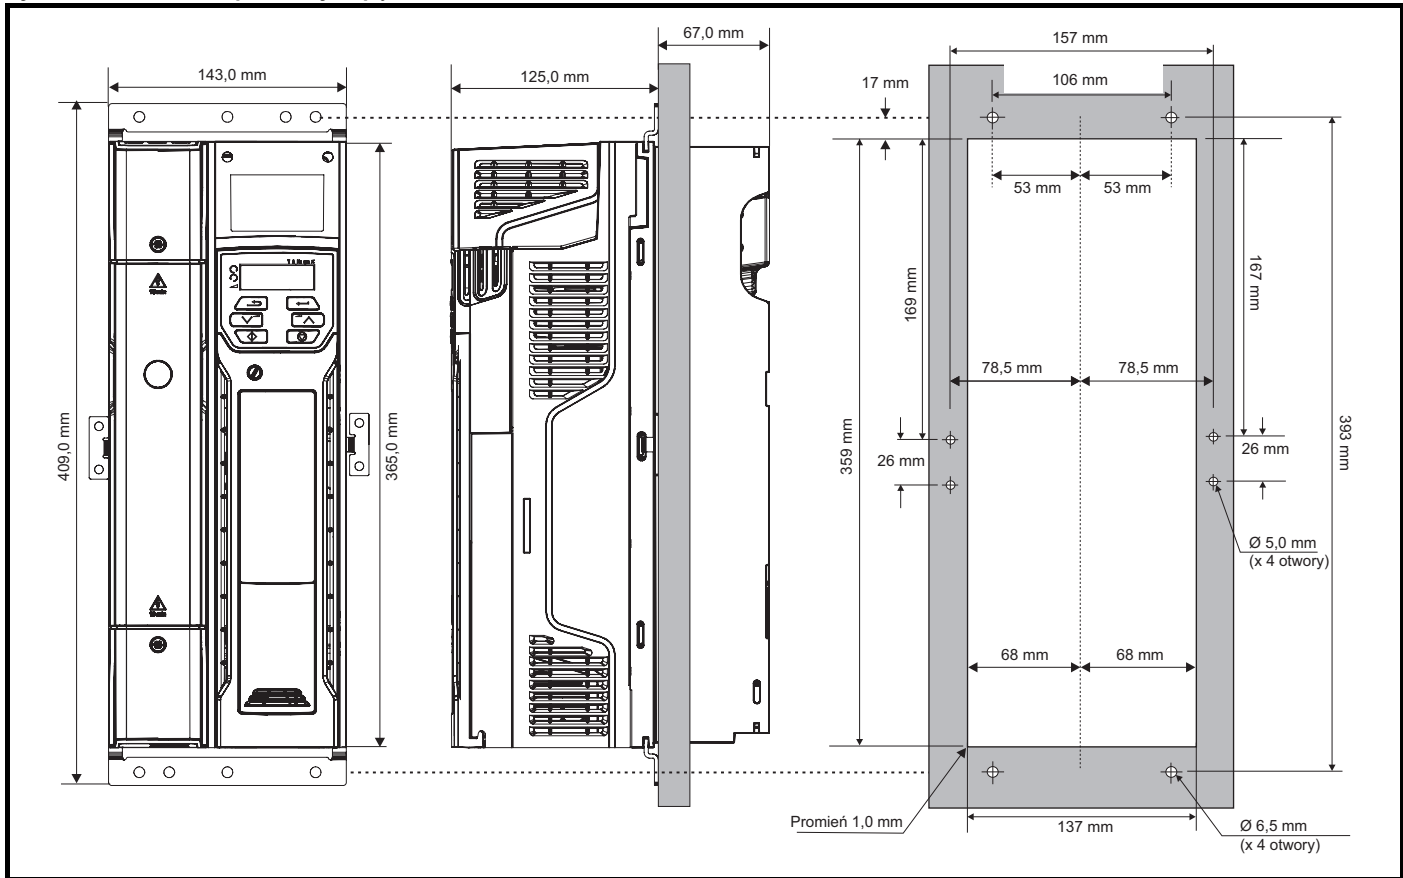 67,0 mm
143,0 mm
125,0 mm
409,0 mm
365,0 mm
157 mm
106 mm
17 mm
53 mm
53 mm
169 mm
167 mm
78,5 mm
78,5 mm
359 mm
393 mm
26 mm
26 mm
Ø 5,0 mm
(x 4 otwory)
68 mm
68 mm
Promień 1,0 mm
137 mm
Ø 6,5 mm
(x 4 otwory)